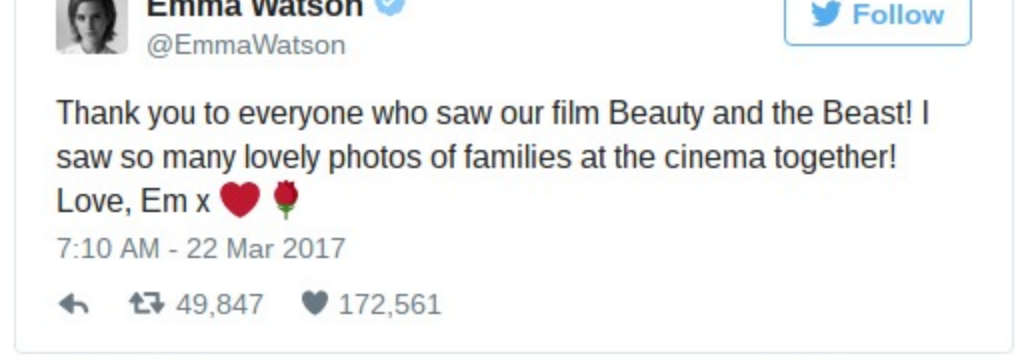 Emma Watson
@EmmaWatson
Follow
Thank you to everyone who saw our film Beauty and the Beast! I
saw so many lovely photos of families at the cinema together!
Love, Em x ❤️🌹
7:10 AM - 22 Mar 2017
49,847 172,561